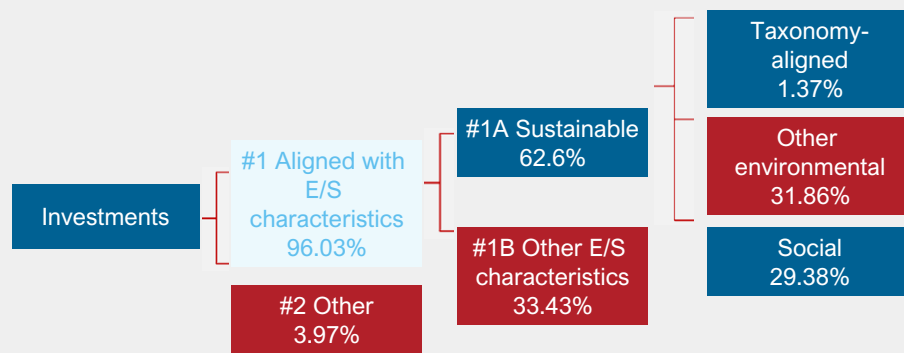 Investments
#1 Aligned with
E/S
characteristics
96.03%
#2 Other
3.97%
#1A Sustainable
62.6%
#1B Other E/S
characteristics
33.43%
Taxonomy-
aligned
1.37%
Other
environmental
31.86%
Social
29.38%